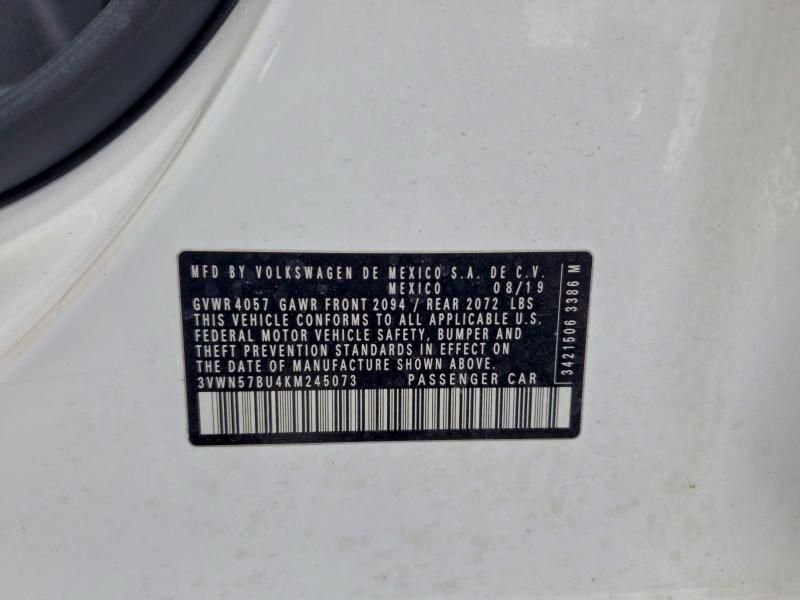 MFD BY VOLKSWAGEN DE MEXICO S.A. DE C.V.
MEXICO 08/19
GVWR 4057 GAWR FRONT 2094 / REAR 2072 LBS
THIS VEHICLE CONFORMS TO ALL APPLICABLE U.S.
FEDERAL MOTOR VEHICLE SAFETY, BUMPER AND
THEFT PREVENTION STANDARDS IN EFFECT ON
THE DATE OF MANUFACTURE SHOWN ABOVE.
3VWN57BU4KM245073 PASSENGER CAR
3421506 3386 M